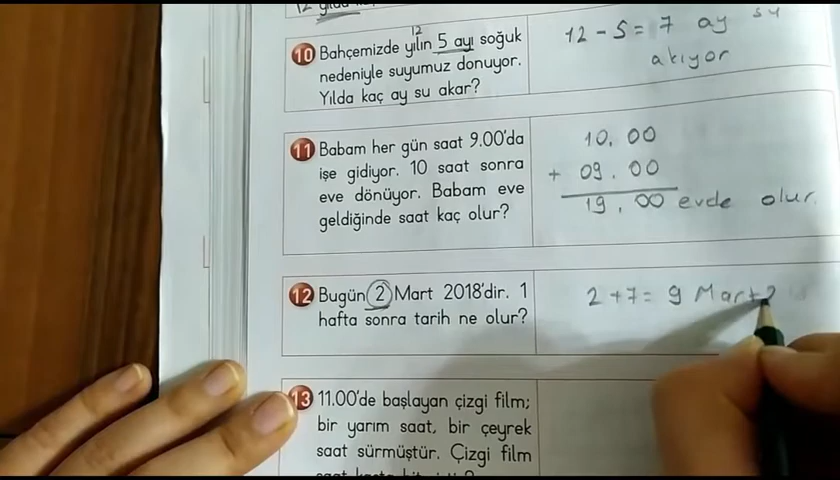 12 yılda
10 Bahçemizde yılın 5 ayı soğuk
12
nedeniyle suyumuz donuyor.
Yılda kaç ay su akar?
12 - 5 = 7 ay su
akıyor
11 Babam her gün saat 9.00'da
işe gidiyor. 10 saat sonra
eve dönüyor. Babam eve
geldiğinde saat kaç olur?
10.00
+ 09.00
19.00 evde olur.
12 Bugün 2 Mart 2018'dir. 1
hafta sonra tarih ne olur?
2 + 7 = 9 Mart 2
13 11.00'de başlayan çizgi film;
bir yarım saat, bir çeyrek
saat sürmüştür. Çizgi film